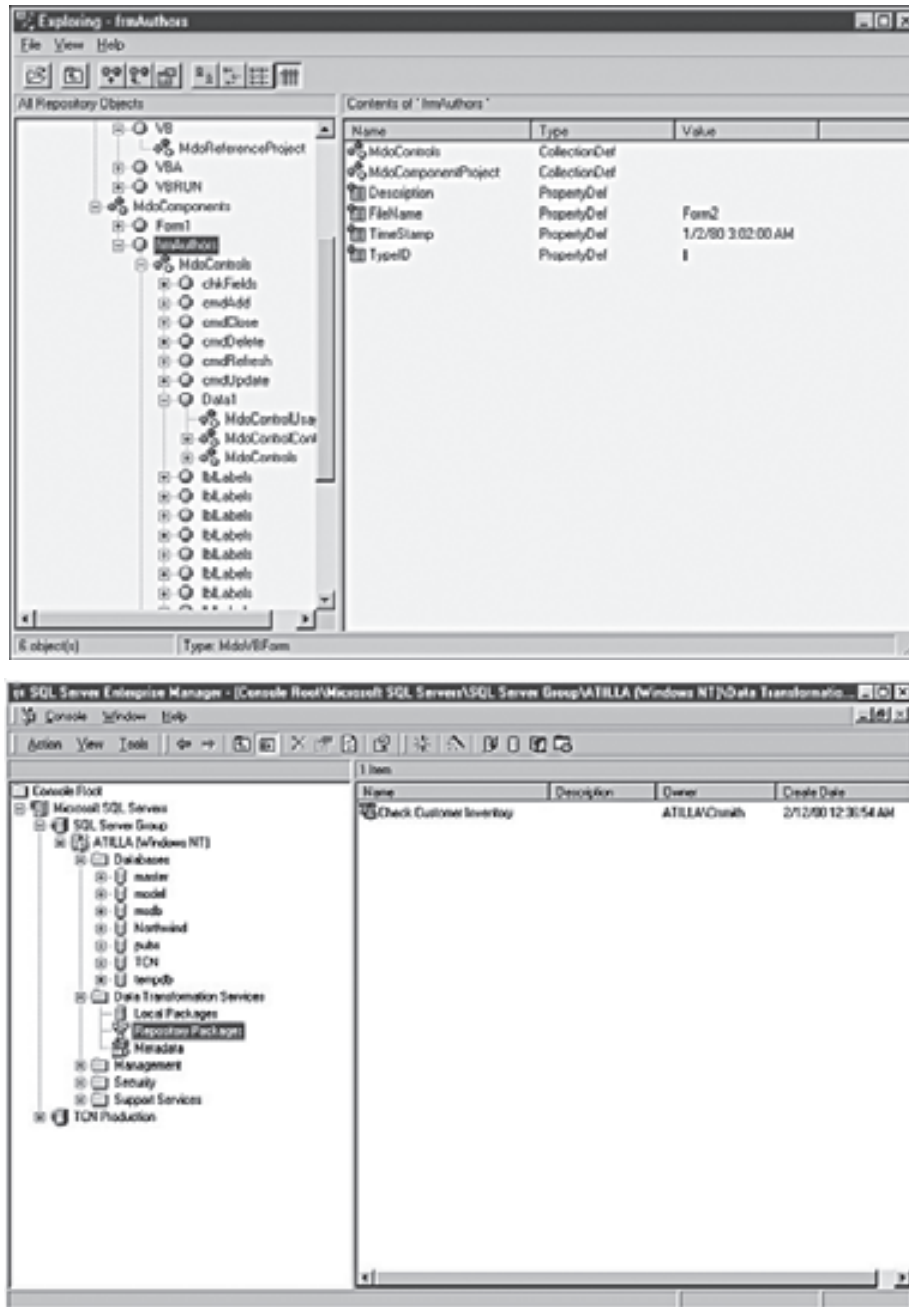 Exploring - frmAuthors
File View Help
All Repository Objects
Contents of 'frmAuthors'
VB
MdoReferenceProject
VBA
VBRUN
MdoComponents
Form1
frmAuthors
MdoControls
chkFields
cmdAdd
cmdClose
cmdDelete
cmdRefresh
cmdUpdate
Data1
MdoControlUsa
MdoControlCont
MdoControls
lblLabels
lblLabels
lblLabels
lblLabels
lblLabels
lblLabels
lblLabels
Name Type Value
MdoControls CollectionDef
MdoComponentProject CollectionDef
Description PropertyDef
FileName PropertyDef Form2
TimeStamp PropertyDef 1/2/80 3:02:00 AM
TypeID PropertyDef
6 object(s) Type: MdoVBForm
SQL Server Enterprise Manager - [Console Root\Microsoft SQL Servers\SQL Server Group\ATILLA (Windows NT)\Data Transformatio...
Console Window Help
Action View Tools
1 Item
Console Root
Microsoft SQL Servers
SQL Server Group
ATILLA (Windows NT)
Databases
master
model
msdb
Northwind
pubs
TCN
tempdb
Data Transformation Services
Local Packages
Repository Packages
Metadata
Management
Security
Support Services
TCN Production
Name Description Owner Create Date
Check Customer Inventory 2/12/80 12:36:54 AM